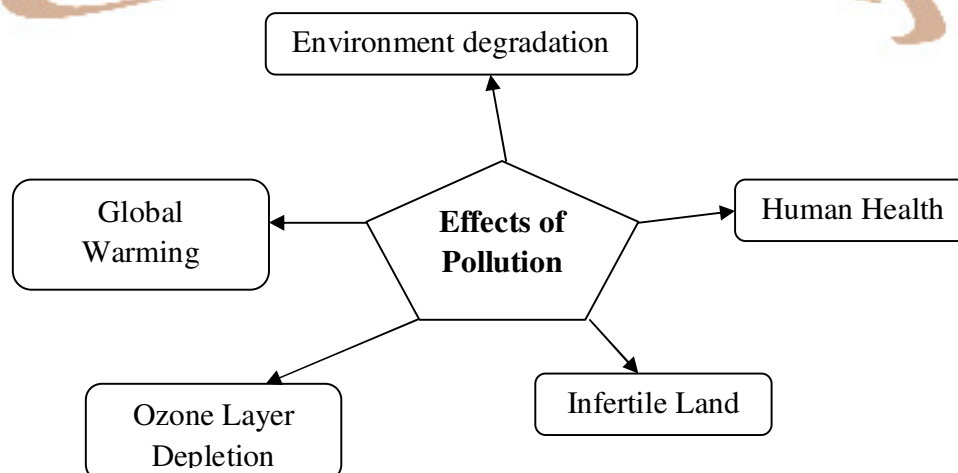 Environment degradation
Global
Warming
Effects of
Pollution
Human Health
Ozone Layer
Depletion
Infertile Land